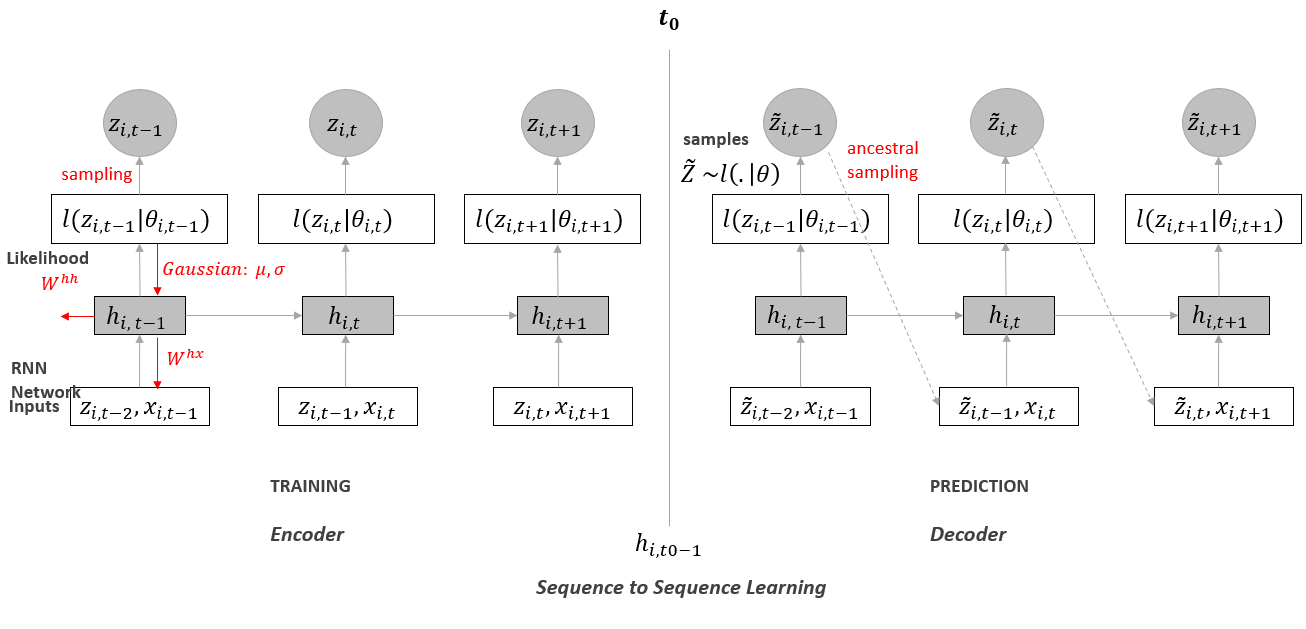 t₀
z_{i,t−1} z_{i,t} z_{i,t+1} z̃_{i,t−1} z̃_{i,t} z̃_{i,t+1}
samples
ancestral
sampling
sampling
Z̃ ~l(.|θ)
l(z_{i,t−1}|θ_{i,t−1}) l(z_{i,t}|θ_{i,t}) l(z_{i,t+1}|θ_{i,t+1}) l(z_{i,t−1}|θ_{i,t−1}) l(z_{i,t}|θ_{i,t}) l(z_{i,t+1}|θ_{i,t+1})
Likelihood
Gaussian: μ, σ
W^{hh}
h_{i, t−1} h_{i,t} h_{i,t+1} h_{i, t−1} h_{i,t} h_{i,t+1}
W^{hx}
RNN
Network
Inputs
z_{i,t−2}, x_{i,t−1} z_{i,t−1}, x_{i,t} z_{i,t}, x_{i,t+1} z̃_{i,t−2}, x_{i,t−1} z̃_{i,t−1}, x_{i,t} z̃_{i,t}, x_{i,t+1}
TRAINING PREDICTION
Encoder Decoder
h_{i,t0−1}
Sequence to Sequence Learning